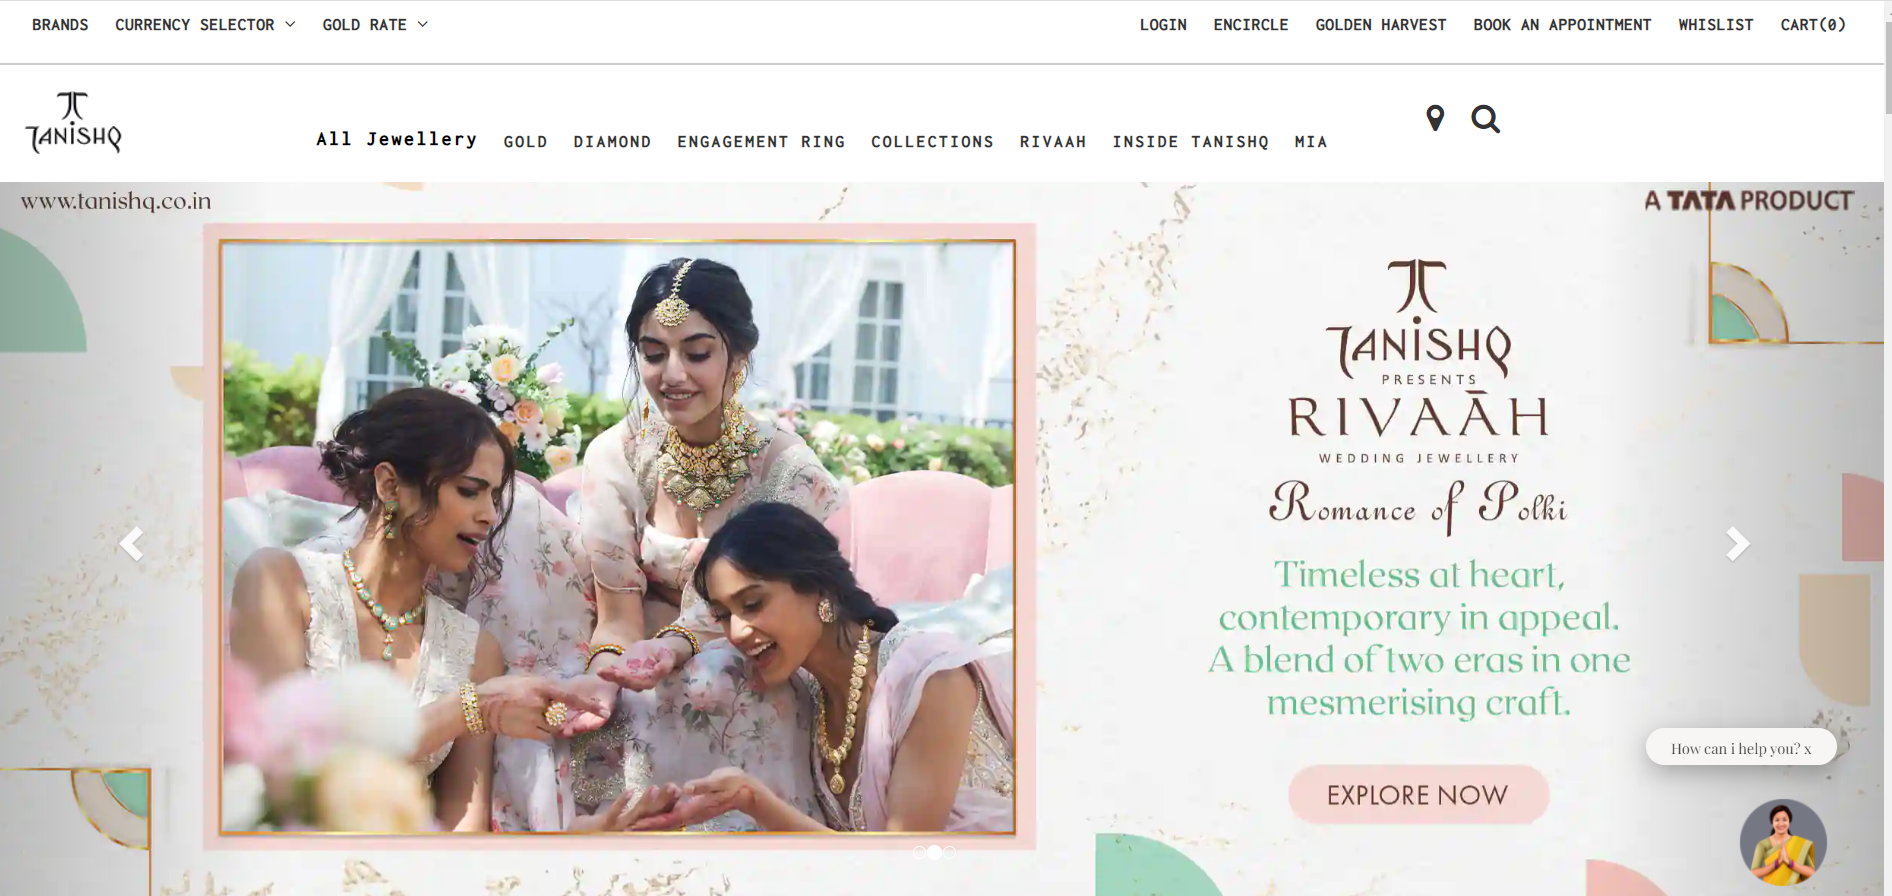 BRANDS CURRENCY SELECTOR GOLD RATE LOGIN ENCIRCLE GOLDEN HARVEST BOOK AN APPOINTMENT WHISLIST CART(0)
TANISHQ
All Jewellery GOLD DIAMOND ENGAGEMENT RING COLLECTIONS RIVAAH INSIDE TANISHQ MIA
www.tanishq.co.in
A TATA PRODUCT
TANISHQ
PRESENTS
RIVAĀH
WEDDING JEWELLERY
Romance of Polki
Timeless at heart,
contemporary in appeal.
A blend of two eras in one
mesmerising craft.
How can i help you? x
EXPLORE NOW